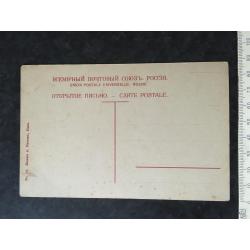 ВСЕМІРНЫЙ ПОЧТОВЫЙ СОЮЗЪ. РОССІЯ.
UNION POSTALE UNIVERSELLE. RUSSIE.
ОТКРЫТОЕ ПИСЬМО. — CARTE POSTALE.